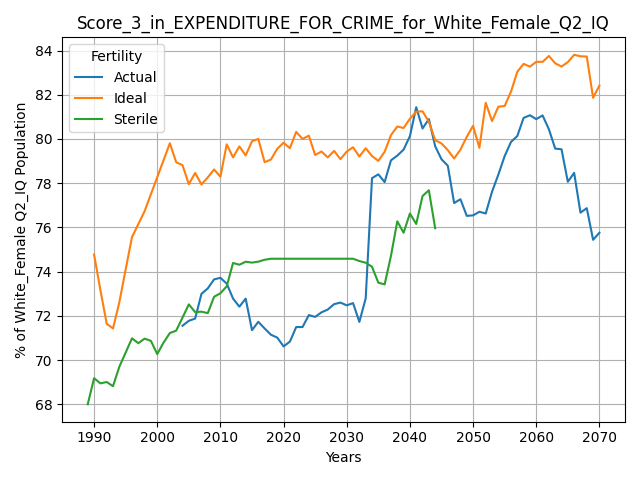 Score_3_in_EXPENDITURE_FOR_CRIME_for_White_Female_Q2_IQ
Fertility
Actual
Ideal
Sterile
% of White_Female Q2_IQ Population
84
82
80
78
76
74
72
70
68
1990 2000 2010 2020 2030 2040 2050 2060 2070
Years